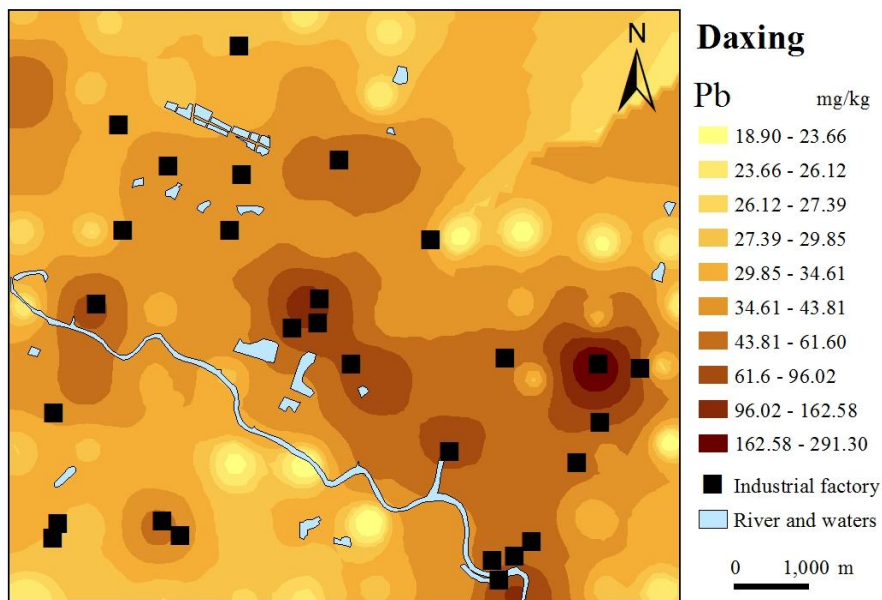 N
Daxing
Pb mg/kg
18.90 - 23.66
23.66 - 26.12
26.12 - 27.39
27.39 - 29.85
29.85 - 34.61
34.61 - 43.81
43.81 - 61.60
61.6 - 96.02
96.02 - 162.58
162.58 - 291.30
Industrial factory
River and waters
0 1,000 m